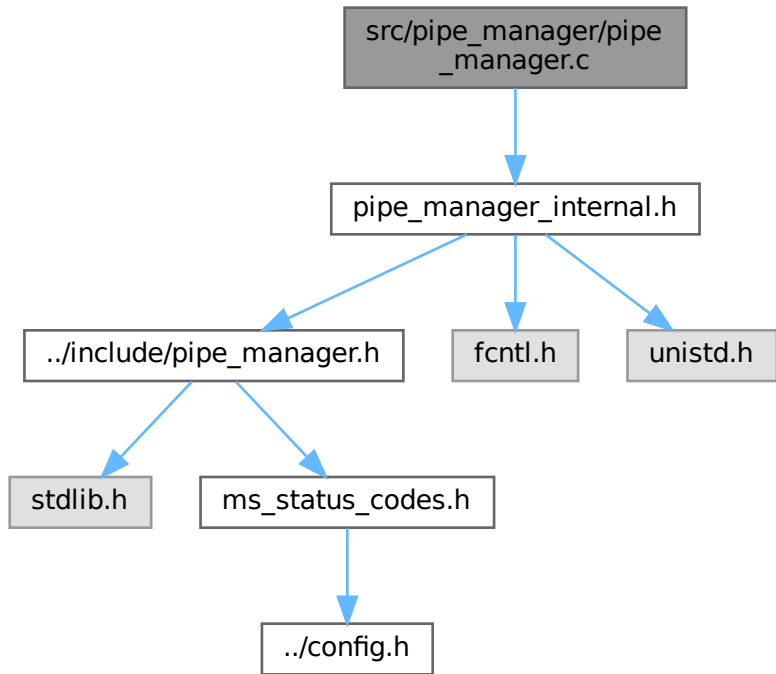 src/pipe_manager/pipe
_manager.c
pipe_manager_internal.h
../include/pipe_manager.h
fcntl.h
unistd.h
stdlib.h
ms_status_codes.h
../config.h